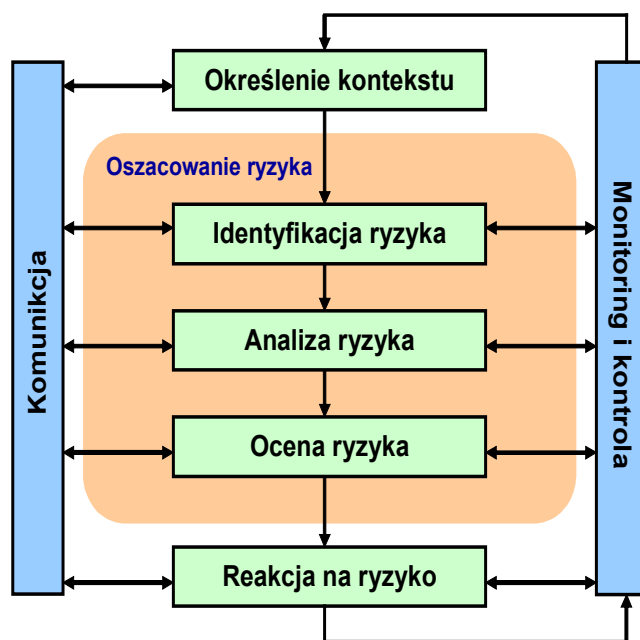 Określenie kontekstu
Oszacowanie ryzyka
Identyfikacja ryzyka
Analiza ryzyka
Ocena ryzyka
Reakcja na ryzyko
Komunikcja
Monitoring i kontrola